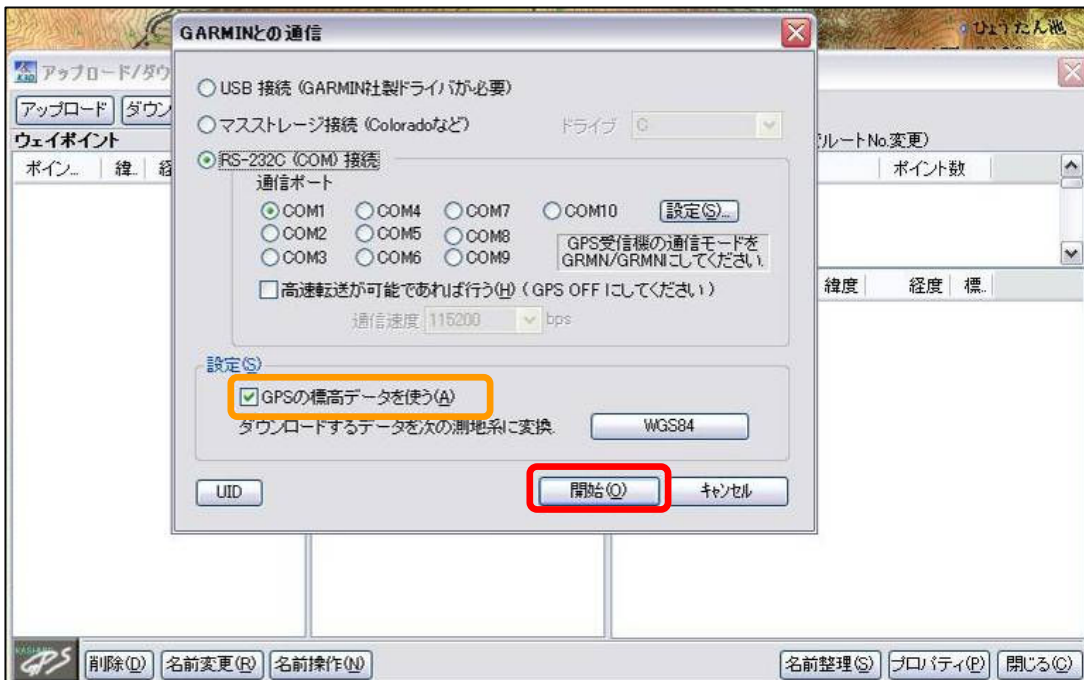 GARMINとの通信
ひょうたん池
アップロード/ダウ
USB 接続 (GARMIN社製ドライバが必要)
アップロード ダウン
マスストレージ接続 (Coloradoなど) ドライブ C
ウェイポイント
ルートNo.変更)
ポイン... 緯.. 経
RS-232C (COM) 接続
ポイント数
通信ポート
COM1 COM4 COM7 COM10 設定(S)...
COM2 COM5 COM8
COM3 COM6 COM9
GPS受信機の通信モードを
GRMN/GRMNにしてください.
高速転送が可能であれば行う(H) (GPS OFF にしてください)
緯度 経度 標..
通信速度 115200 bps
設定(S)
GPSの標高データを使う(A)
ダウンロードするデータを次の測地系に変換. WGS84
UID 開始(O) キャンセル
KASHMIR
GPS 削除(D) 名前変更(R) 名前操作(N) 名前整理(S) プロパティ(P) 閉じる(C)